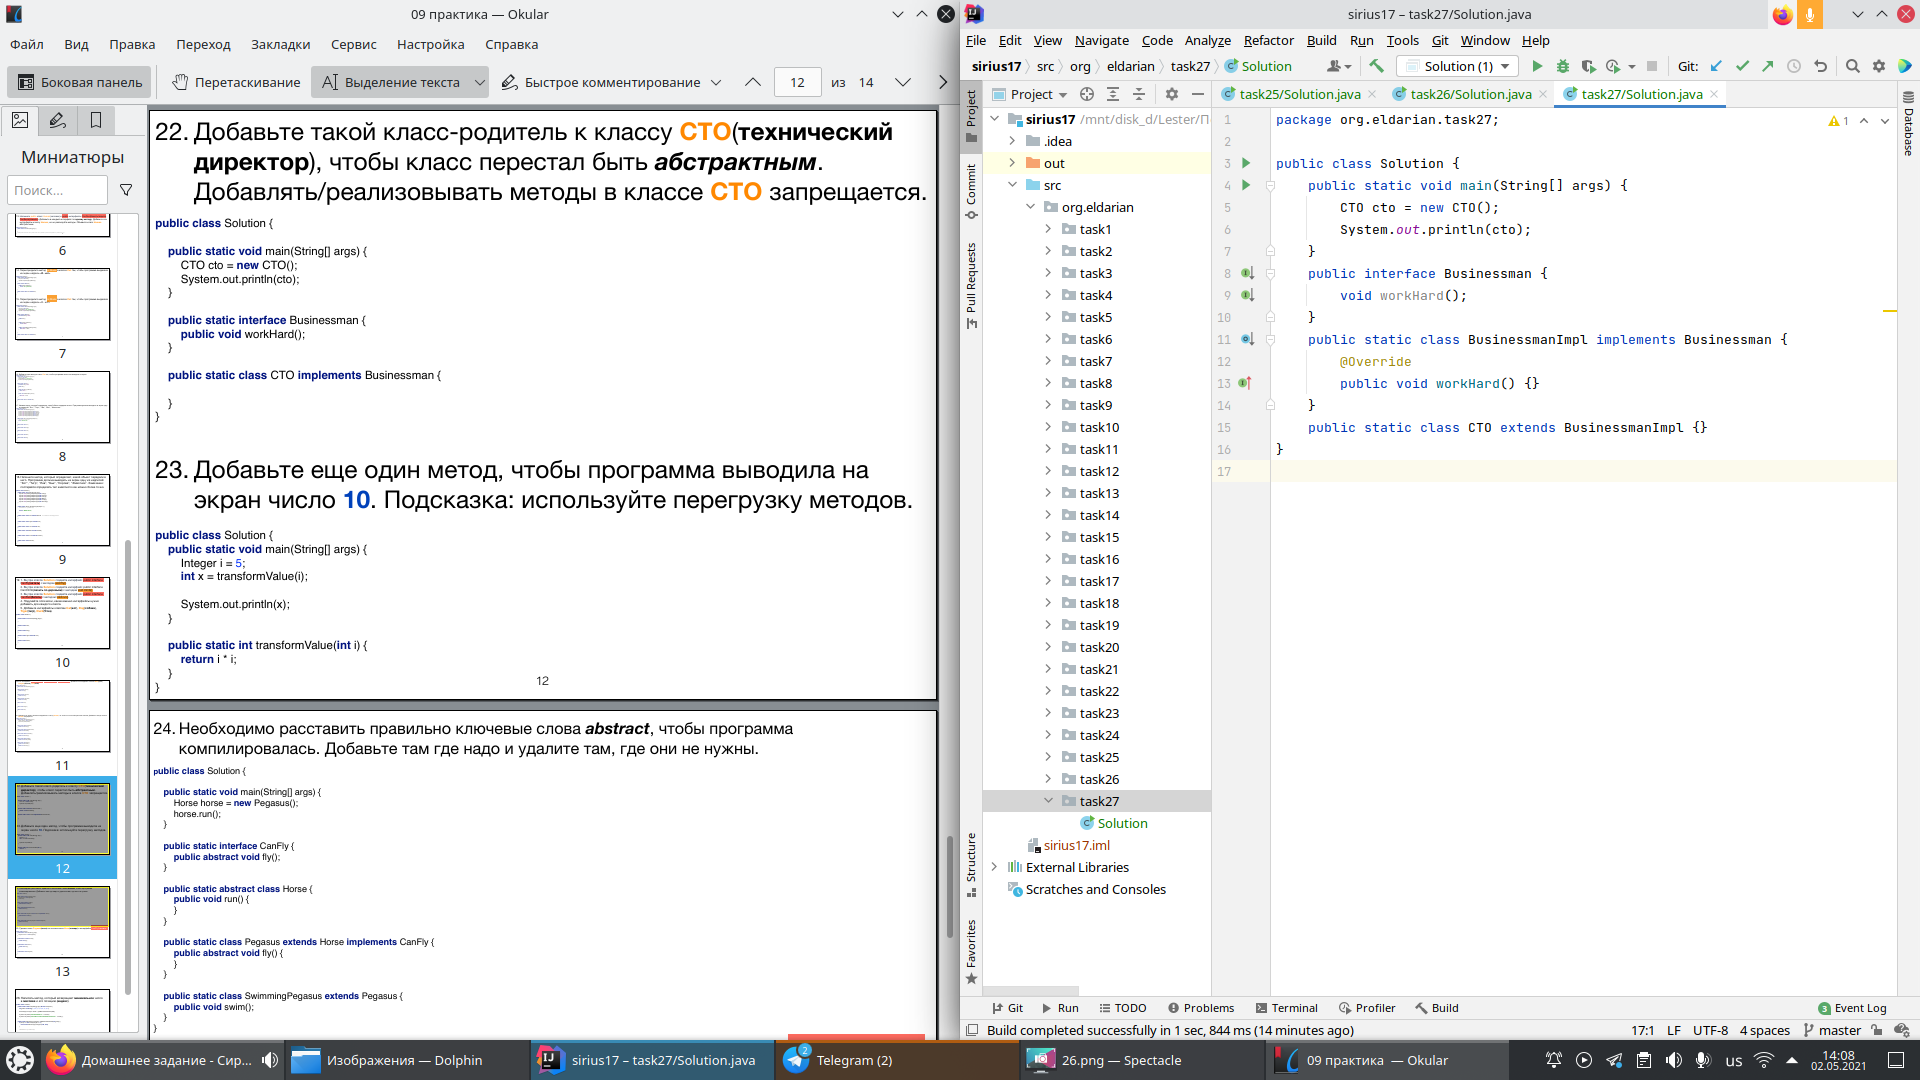 09 практика — Okular
Файл Вид Правка Переход Закладки Сервис Настройка Справка
Боковая панель Перетаскивание Выделение текста Быстрое комментирование 12 из 14
Миниатюры
Поиск...
6
7
8
9
10
11
12
13
22. Добавьте такой класс-родитель к классу CTO(технический
директор), чтобы класс перестал быть абстрактным.
Добавлять/реализовывать методы в классе CTO запрещается.
public class Solution {
public static void main(String[] args) {
CTO cto = new CTO();
System.out.println(cto);
}
public static interface Businessman {
public void workHard();
}
public static class CTO implements Businessman {
}
}
23. Добавьте еще один метод, чтобы программа выводила на
экран число 10. Подсказка: используйте перегрузку методов.
public class Solution {
public static void main(String[] args) {
Integer i = 5;
int x = transformValue(i);
System.out.println(x);
}
public static int transformValue(int i) {
return i * i;
}
}
12
24. Необходимо расставить правильно ключевые слова abstract, чтобы программа
компилировалась. Добавьте там где надо и удалите там, где они не нужны.
public class Solution {
public static void main(String[] args) {
Horse horse = new Pegasus();
horse.run();
}
public static interface CanFly {
public abstract void fly();
}
public static abstract class Horse {
public void run() {
}
}
public static class Pegasus extends Horse implements CanFly {
public abstract void fly() {
}
}
public static class SwimmingPegasus extends Pegasus {
public void swim();
}
}
sirius17 – task27/Solution.java
File Edit View Navigate Code Analyze Refactor Build Run Tools Git Window Help
sirius17 src org eldarian task27 Solution Solution (1) Git:
Project task25/Solution.java task26/Solution.java task27/Solution.java
Project
Commit
Pull Requests
Structure
Favorites
Database
sirius17 /mnt/disk_d/Lester/П
.idea
out
src
org.eldarian
task1
task2
task3
task4
task5
task6
task7
task8
task9
task10
task11
task12
task13
task14
task15
task16
task17
task18
task19
task20
task21
task22
task23
task24
task25
task26
task27
Solution
sirius17.iml
External Libraries
Scratches and Consoles
1 package org.eldarian.task27; 1
2
3 public class Solution {
4 public static void main(String[] args) {
5 CTO cto = new CTO();
6 System.out.println(cto);
7 }
8 public interface Businessman {
9 void workHard();
10 }
11 public static class BusinessmanImpl implements Businessman {
12 @Override
13 public void workHard() {}
14 }
15 public static class CTO extends BusinessmanImpl {}
16 }
17
Git Run TODO Problems Terminal Profiler Build 3 Event Log
Build completed successfully in 1 sec, 844 ms (14 minutes ago) 17:1 LF UTF-8 4 spaces master
Домашнее задание - Сир... Изображения — Dolphin sirius17 – task27/Solution.java 2 Telegram (2) 26.png — Spectacle 09 практика — Okular us 14:08
02.05.2021